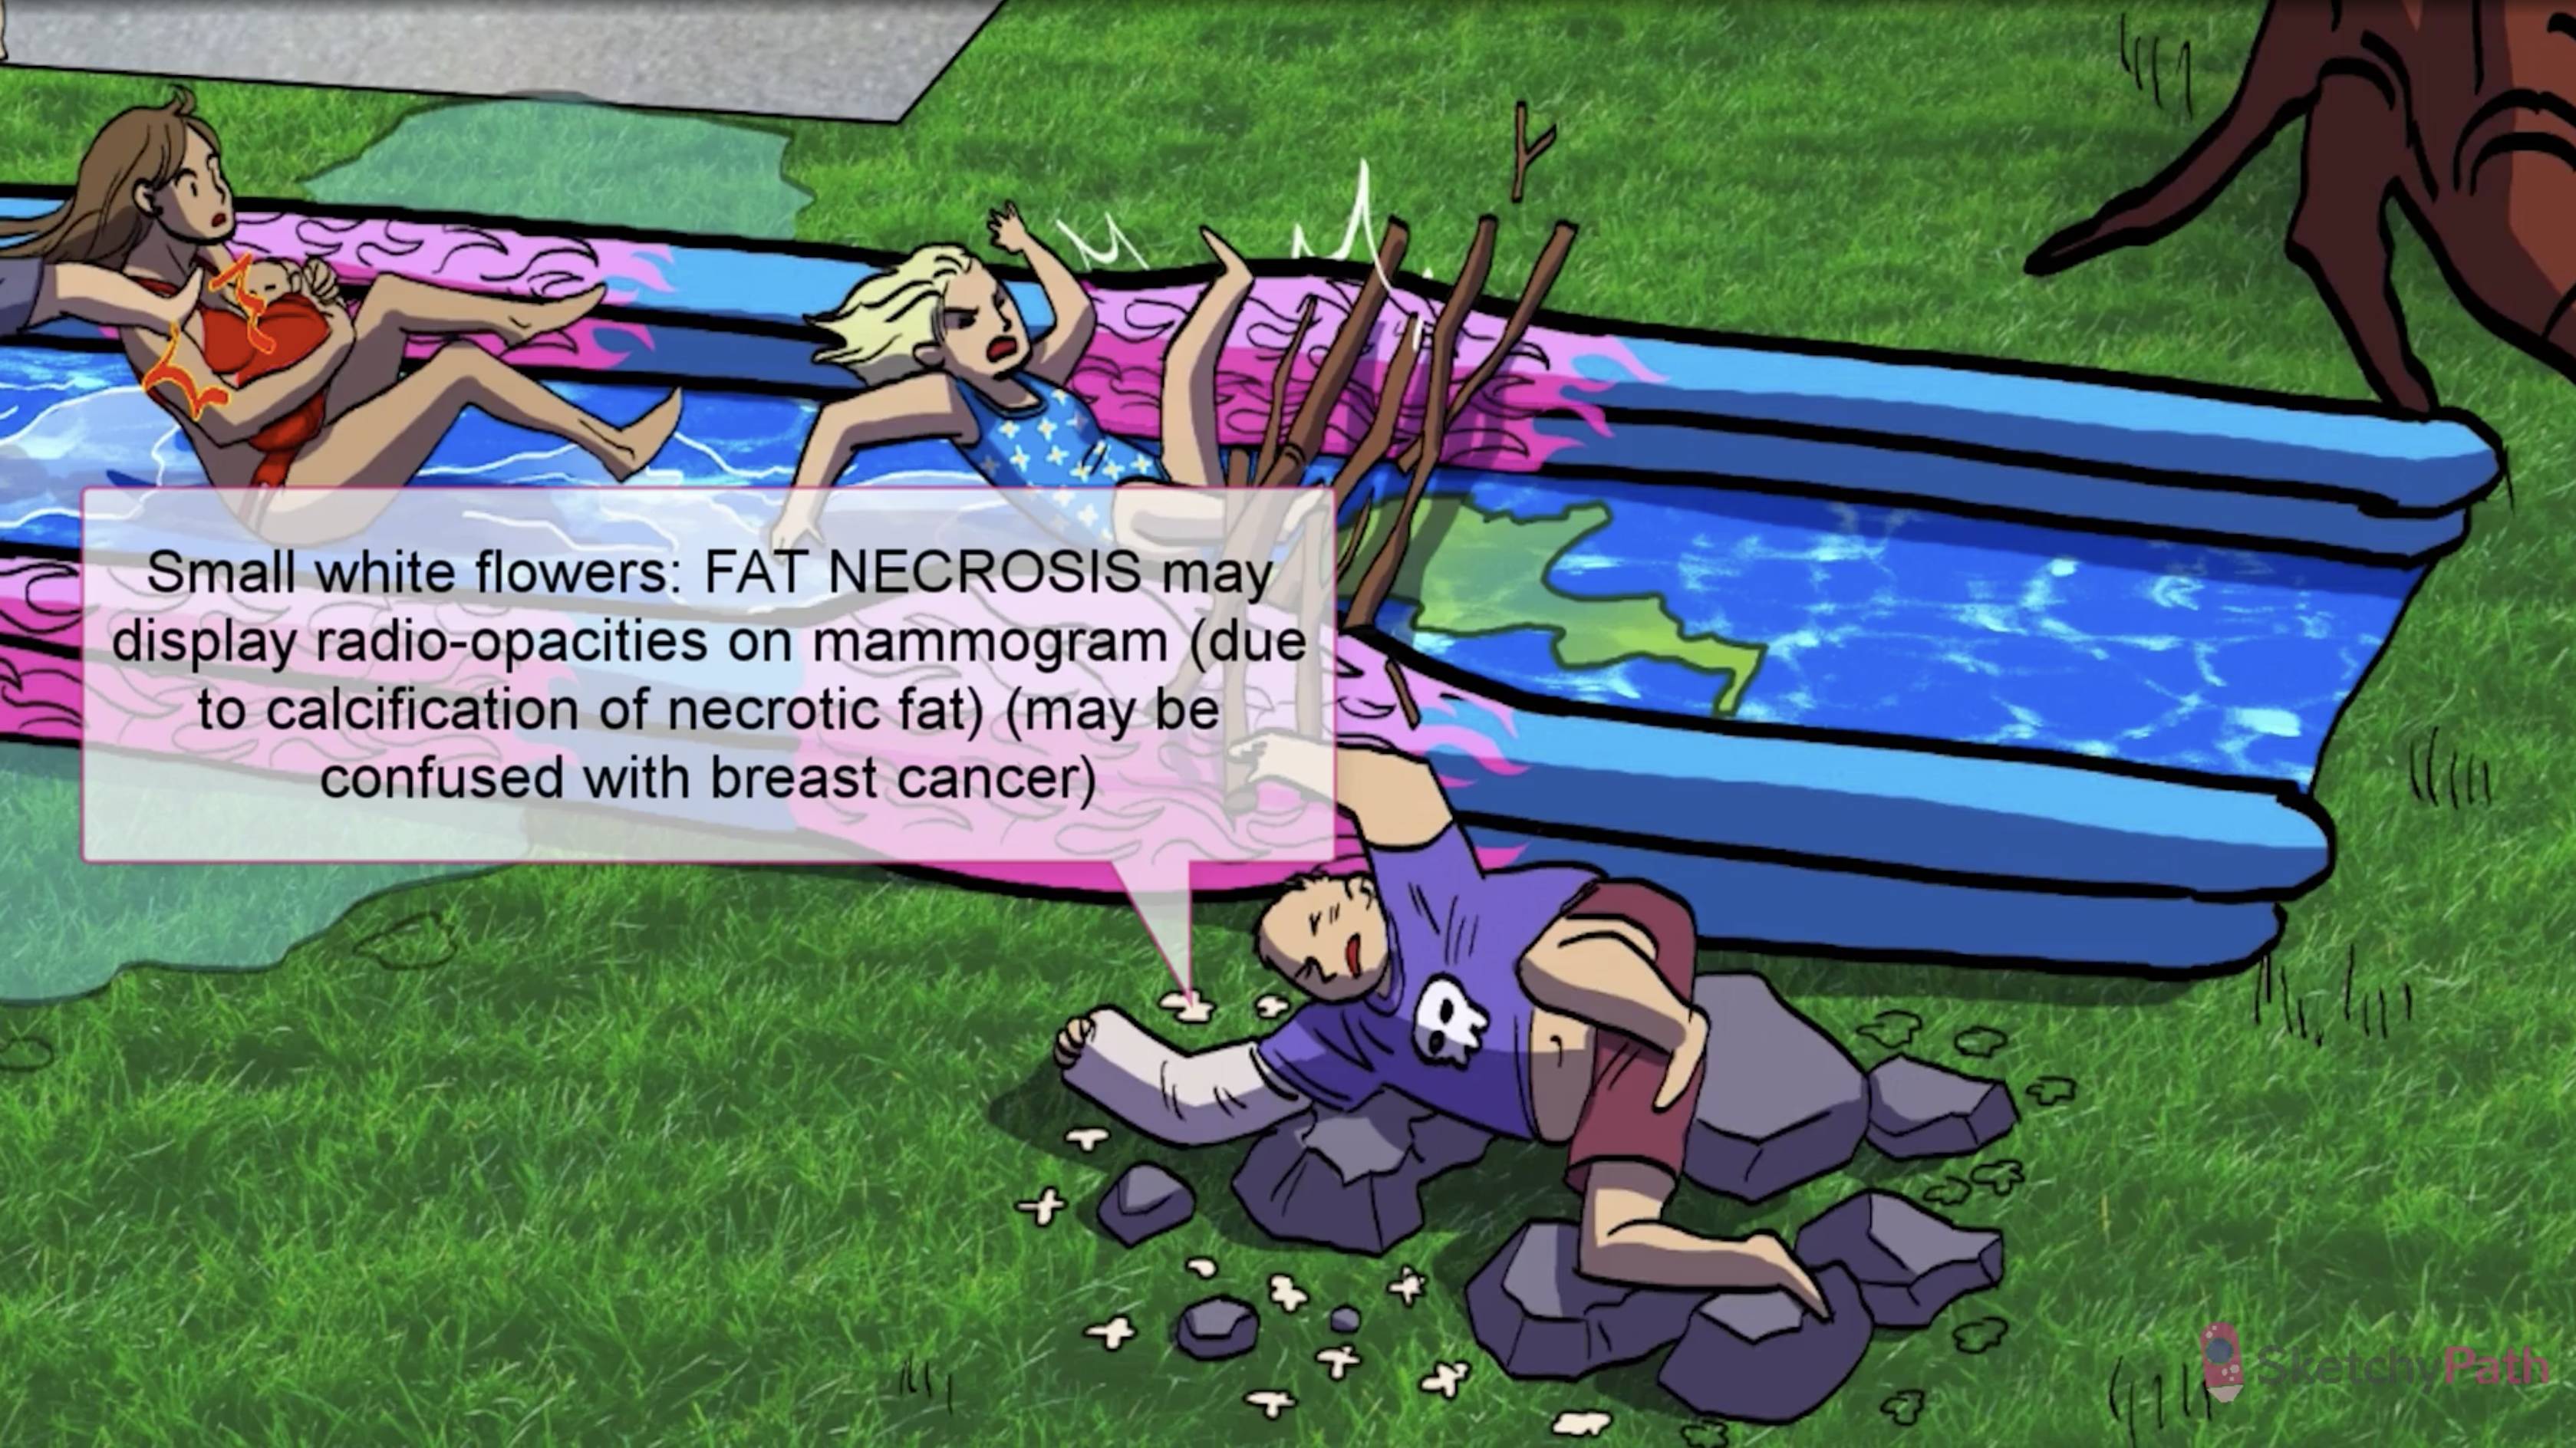 Small white flowers: FAT NECROSIS may
display radio-opacities on mammogram (due
to calcification of necrotic fat) (may be
confused with breast cancer)
SketchyPath